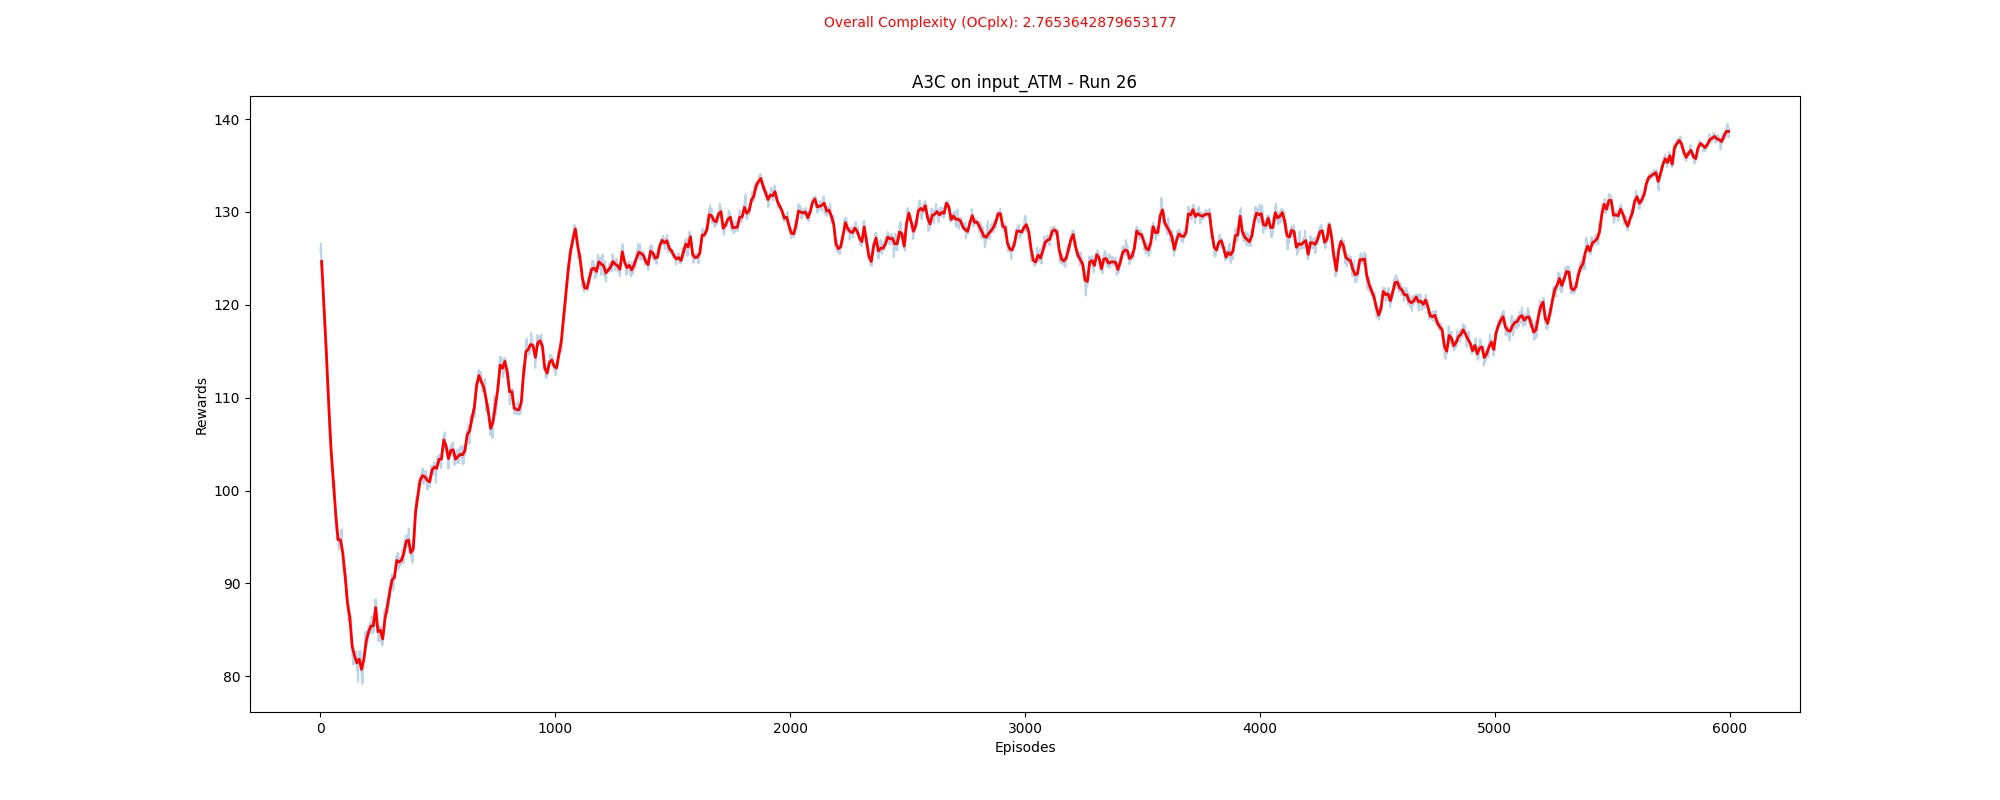 Overall Complexity (OCplx): 2.7653642879653177
A3C on input_ATM - Run 26
140
130
120
110
100
90
80
Rewards
0 1000 2000 3000 4000 5000 6000
Episodes